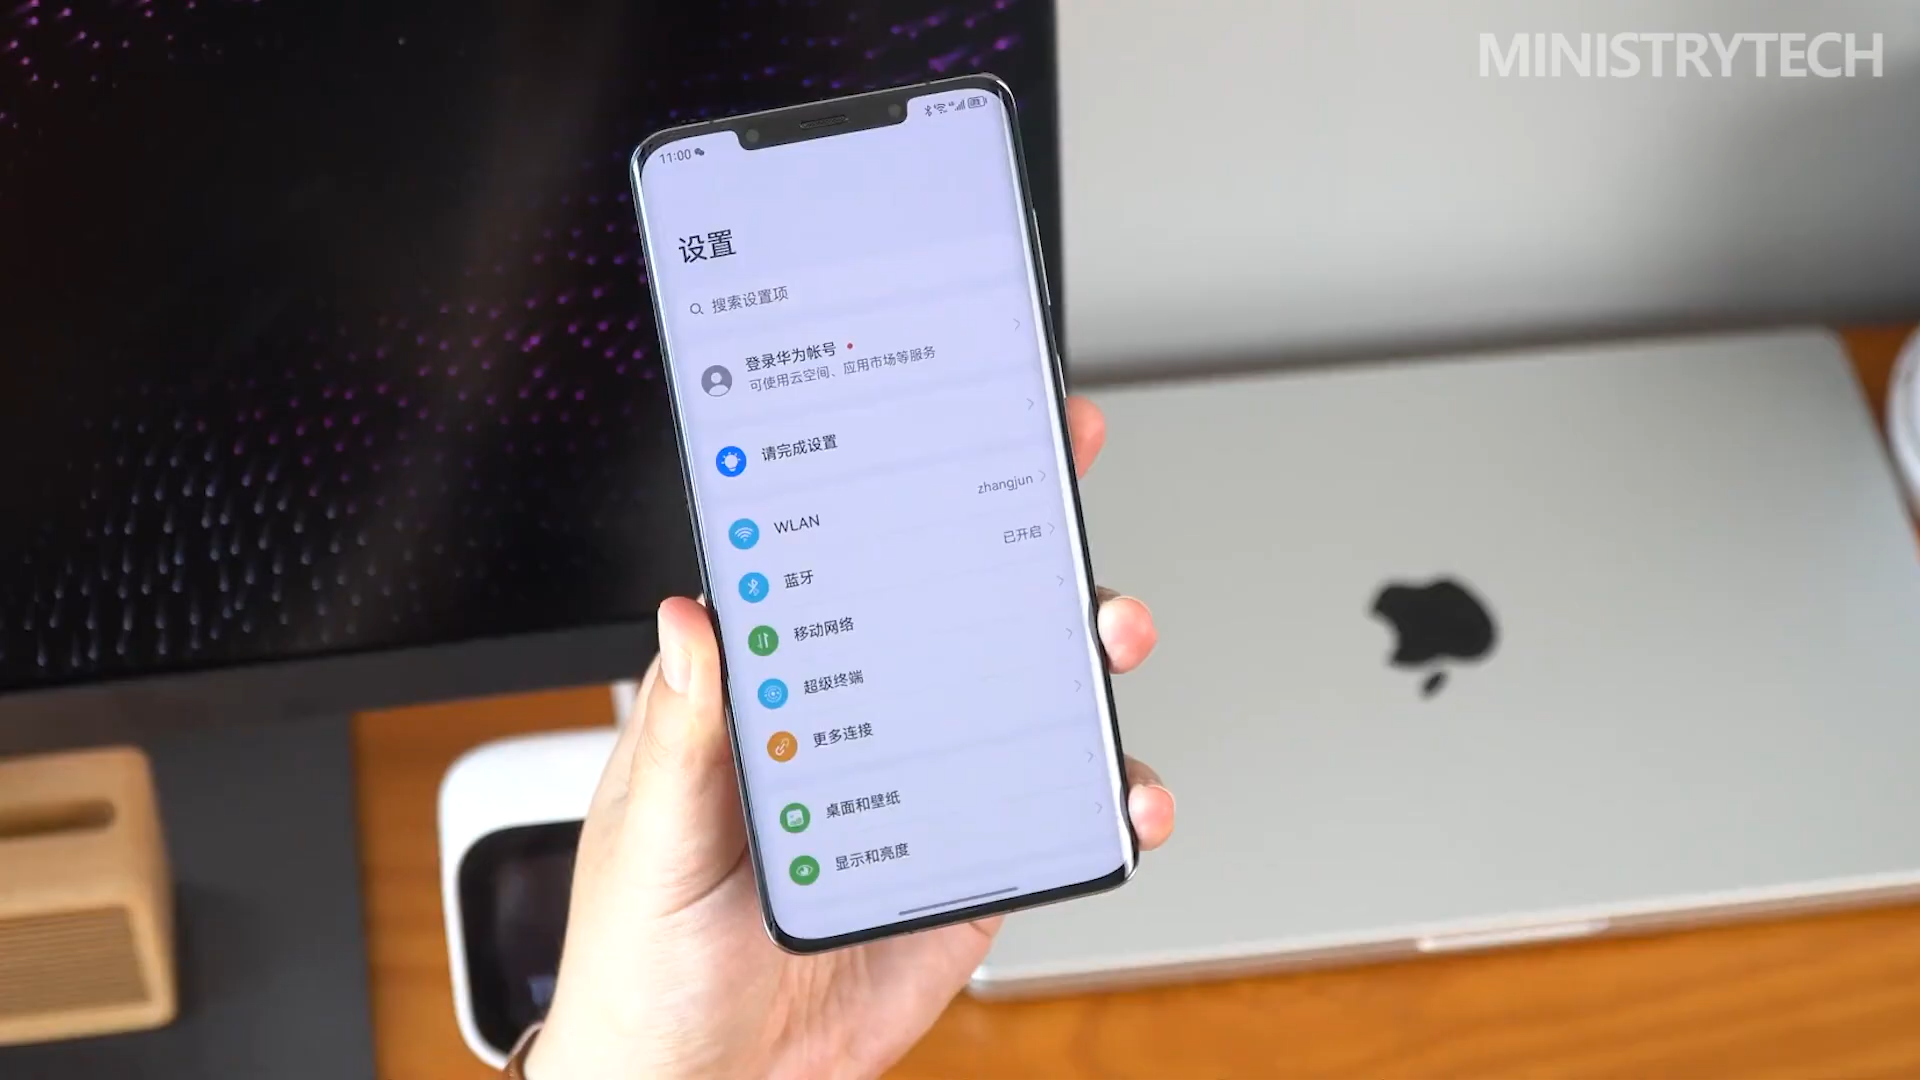 MINISTRYTECH
11:00
设置
搜索设置项
登录华为帐号
可使用云空间、应用市场等服务
请完成设置
WLAN
zhangjun
蓝牙
已开启
移动网络
超级终端
更多连接
桌面和壁纸
显示和亮度